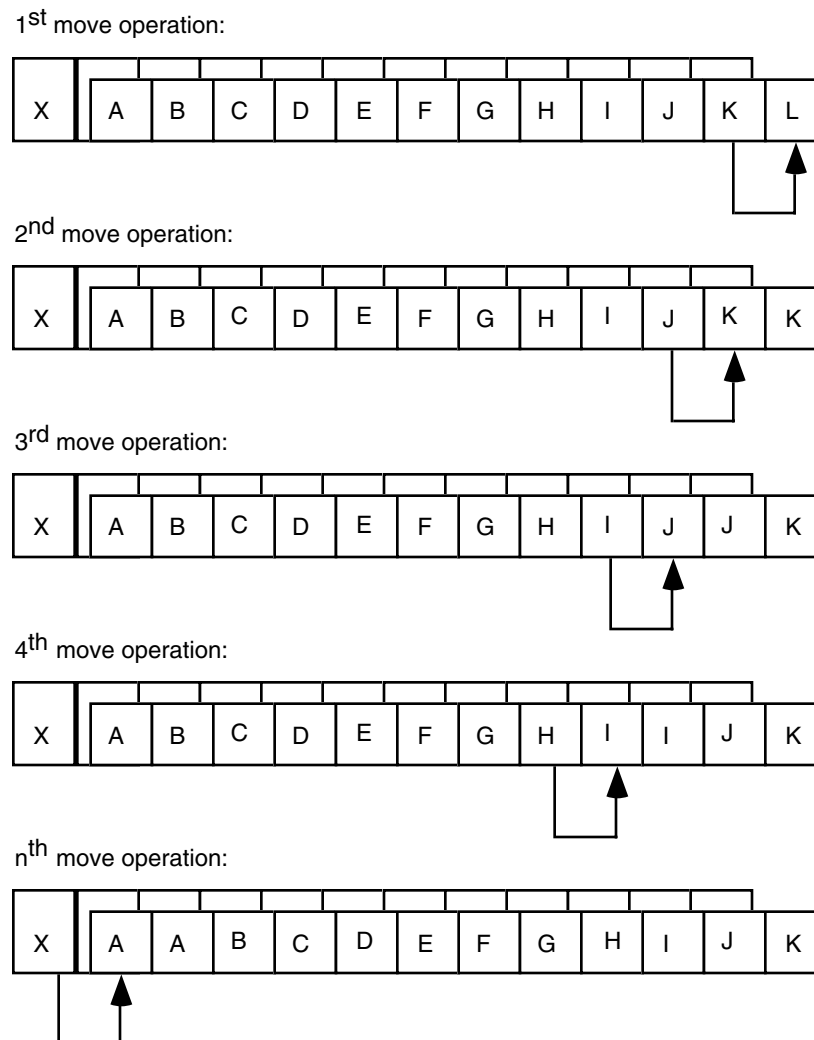 1st move operation:
X A B C D E F G H I J K L
2nd move operation:
X A B C D E F G H I J K K
3rd move operation:
X A B C D E F G H I J J K
4th move operation:
X A B C D E F G H I I J K
nth move operation:
X A A B C D E F G H I J K